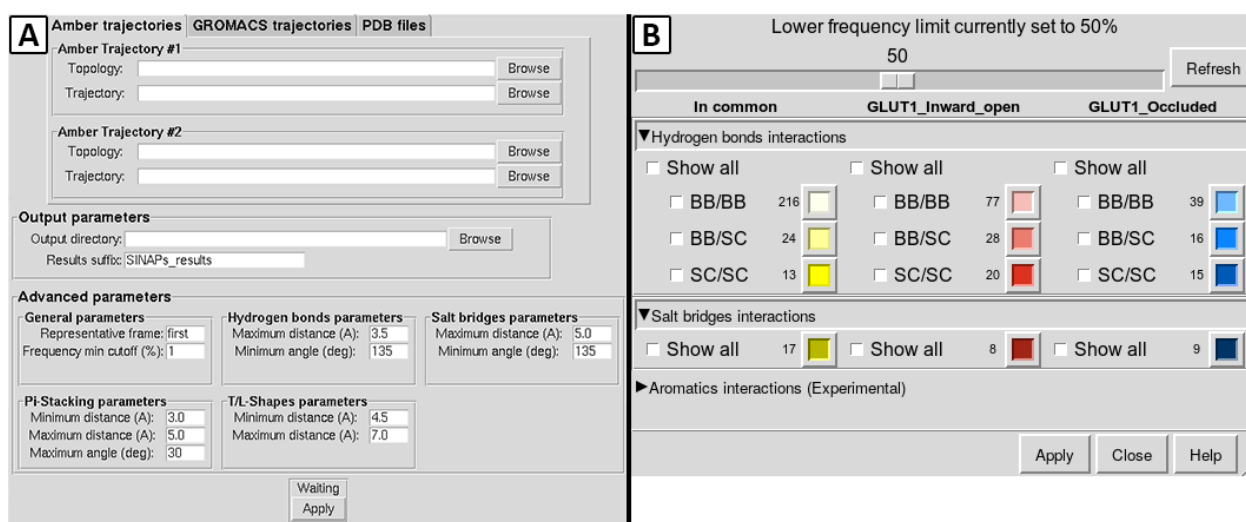 A
Amber trajectories GROMACS trajectories PDB files
Amber Trajectory #1
Topology: Browse
Trajectory: Browse
Amber Trajectory #2
Topology: Browse
Trajectory: Browse
Output parameters
Output directory: Browse
Results suffix: SINAPs_results
Advanced parameters
General parameters
Representative frame: first
Frequency min cutoff (%): 1
Hydrogen bonds parameters
Maximum distance (A): 3.5
Minimum angle (deg): 135
Salt bridges parameters
Maximum distance (A): 5.0
Minimum angle (deg): 135
Pi-Stacking parameters
Minimum distance (A): 3.0
Maximum distance (A): 5.0
Maximum angle (deg): 30
T/L-Shapes parameters
Minimum distance (A): 4.5
Maximum distance (A): 7.0
Waiting
Apply
B
Lower frequency limit currently set to 50%
50
Refresh
In common GLUT1_Inward_open GLUT1_Occluded
▼Hydrogen bonds interactions
Show all Show all Show all
BB/BB 216 BB/BB 77 BB/BB 39
BB/SC 24 BB/SC 28 BB/SC 16
SC/SC 13 SC/SC 20 SC/SC 15
▼Salt bridges interactions
Show all 17 Show all 8 Show all 9
▶Aromatics interactions (Experimental)
Apply Close Help